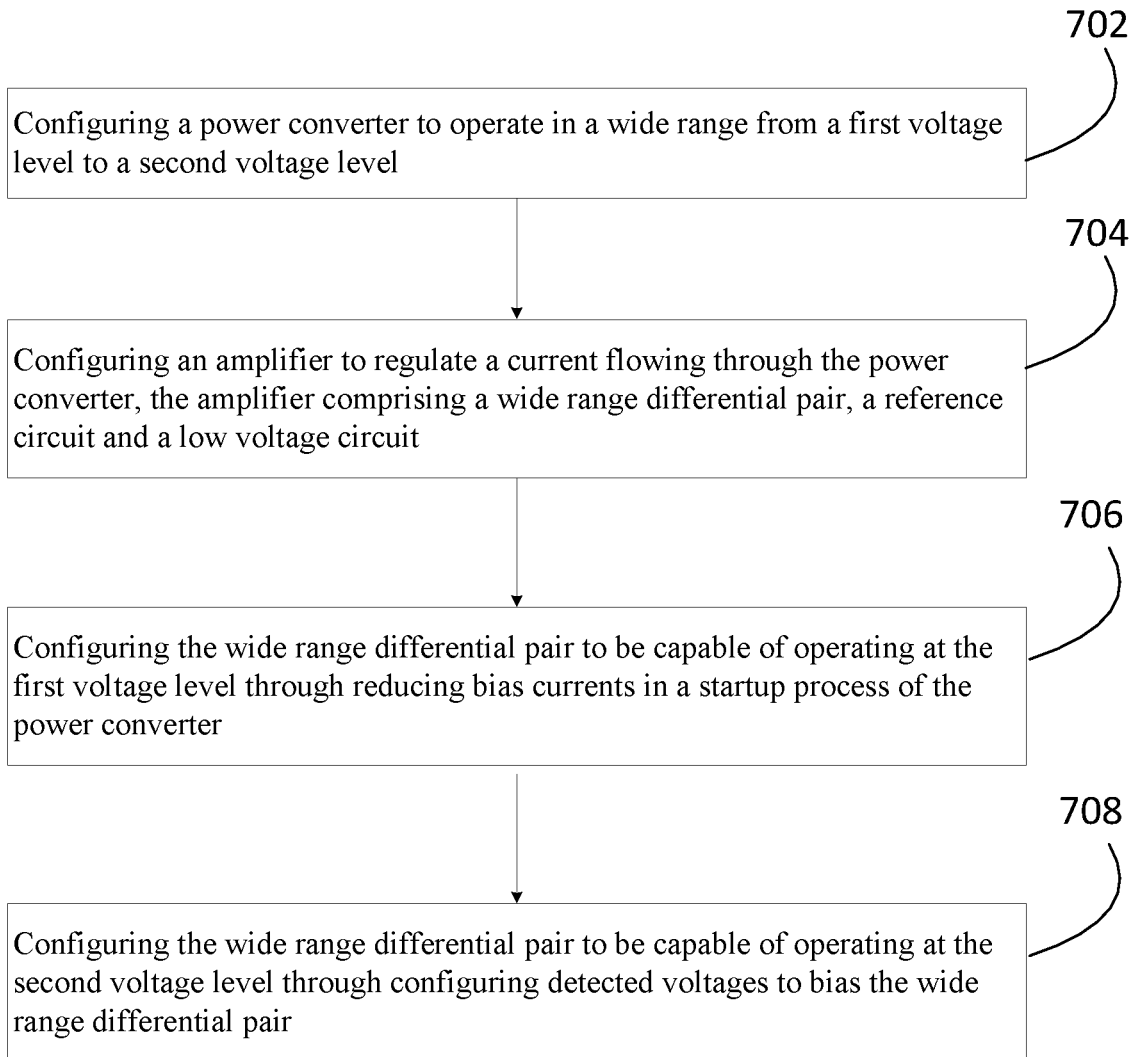 702
Configuring a power converter to operate in a wide range from a first voltage
level to a second voltage level
704
Configuring an amplifier to regulate a current flowing through the power
converter, the amplifier comprising a wide range differential pair, a reference
circuit and a low voltage circuit
706
Configuring the wide range differential pair to be capable of operating at the
first voltage level through reducing bias currents in a startup process of the
power converter
708
Configuring the wide range differential pair to be capable of operating at the
second voltage level through configuring detected voltages to bias the wide
range differential pair